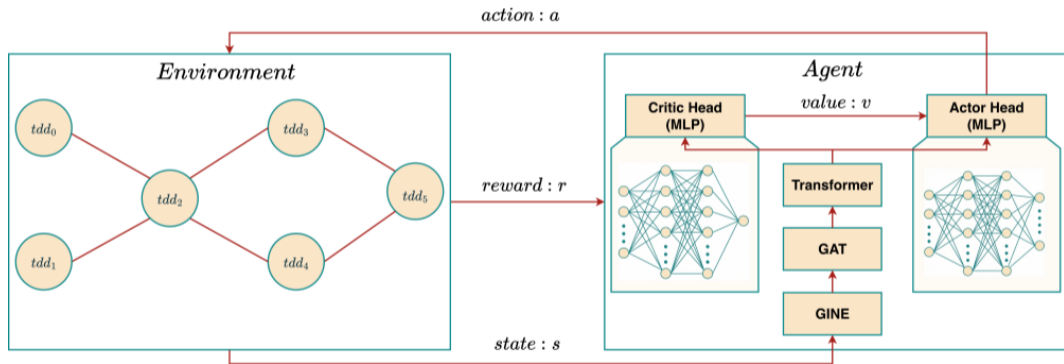 action : a
Environment
Agent
tdd₀
tdd₁
tdd₂
tdd₃
tdd₄
tdd₅
reward : r
state : s
Critic Head
(MLP)
value : v
Actor Head
(MLP)
Transformer
GAT
GINE